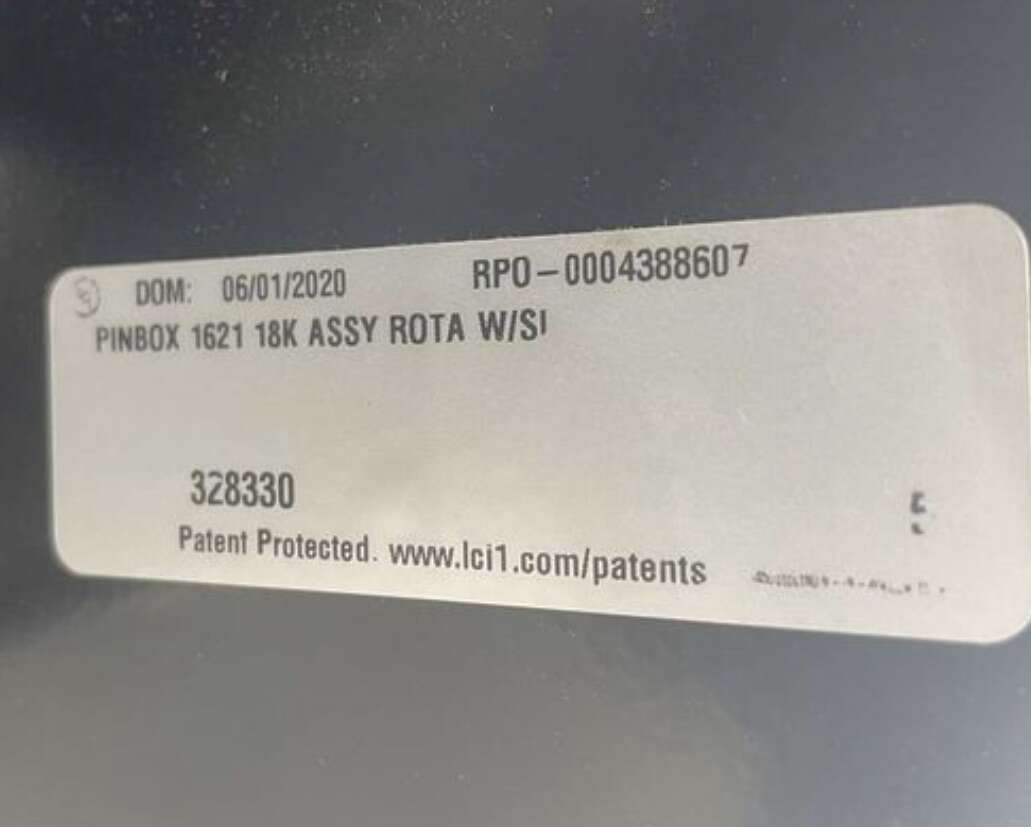 DOM: 06/01/2020 RPO-0004388607
PINBOX 1621 18K ASSY ROTA W/SI
328330
Patent Protected. www.lci1.com/patents